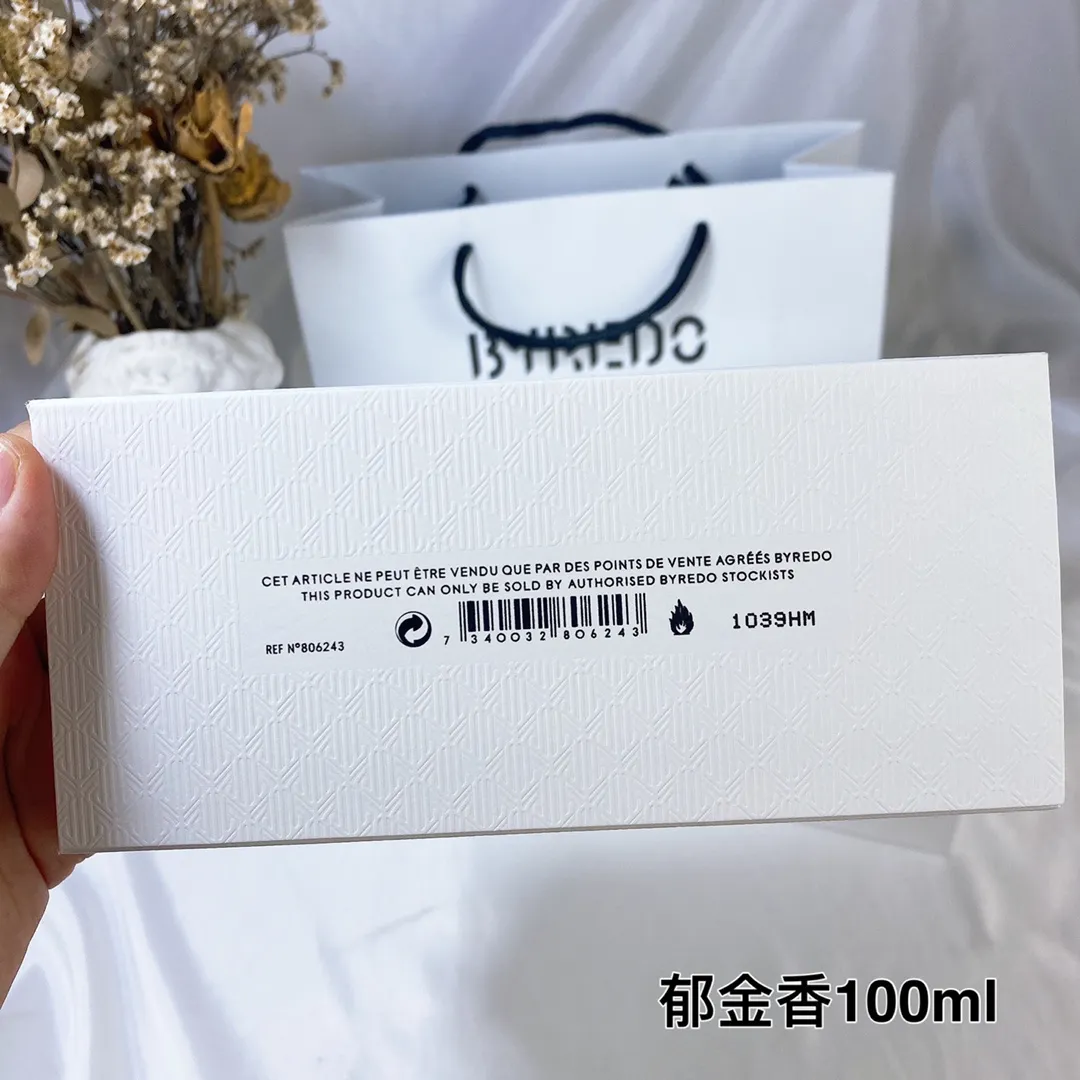 BYREDO
CET ARTICLE NE PEUT ÊTRE VENDU QUE PAR DES POINTS DE VENTE AGRÉÉS BYREDO
THIS PRODUCT CAN ONLY BE SOLD BY AUTHORISED BYREDO STOCKISTS
REF N°806243
7 340032 806243
1039HM
郁金香100ml